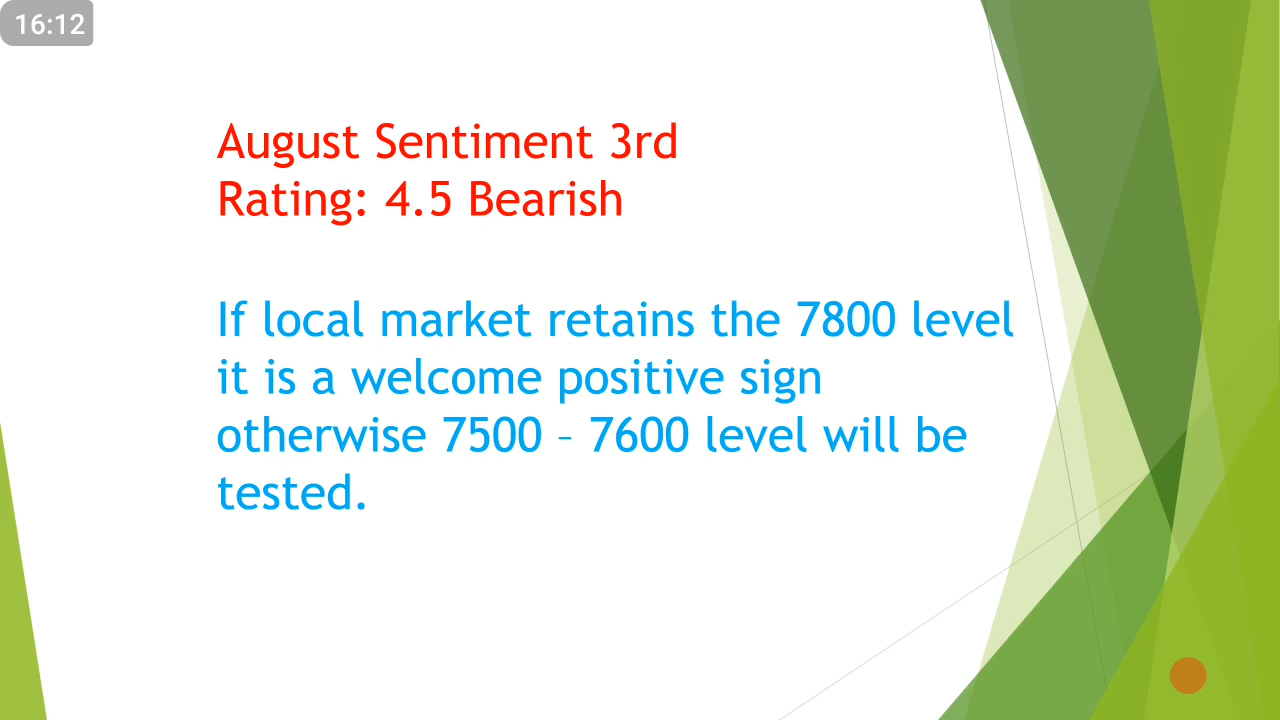 16:12
August Sentiment 3rd
Rating: 4.5 Bearish
If local market retains the 7800 level
it is a welcome positive sign
otherwise 7500 – 7600 level will be
tested.